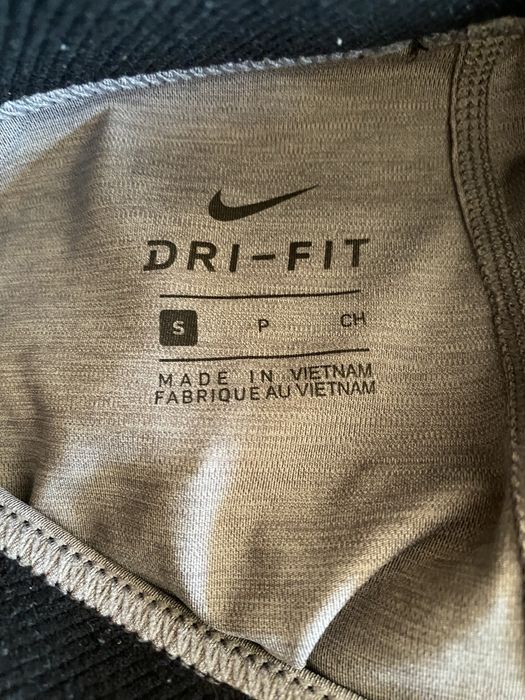 DRI-FIT
S P CH
MADE IN VIETNAM
FABRIQUE AU VIETNAM